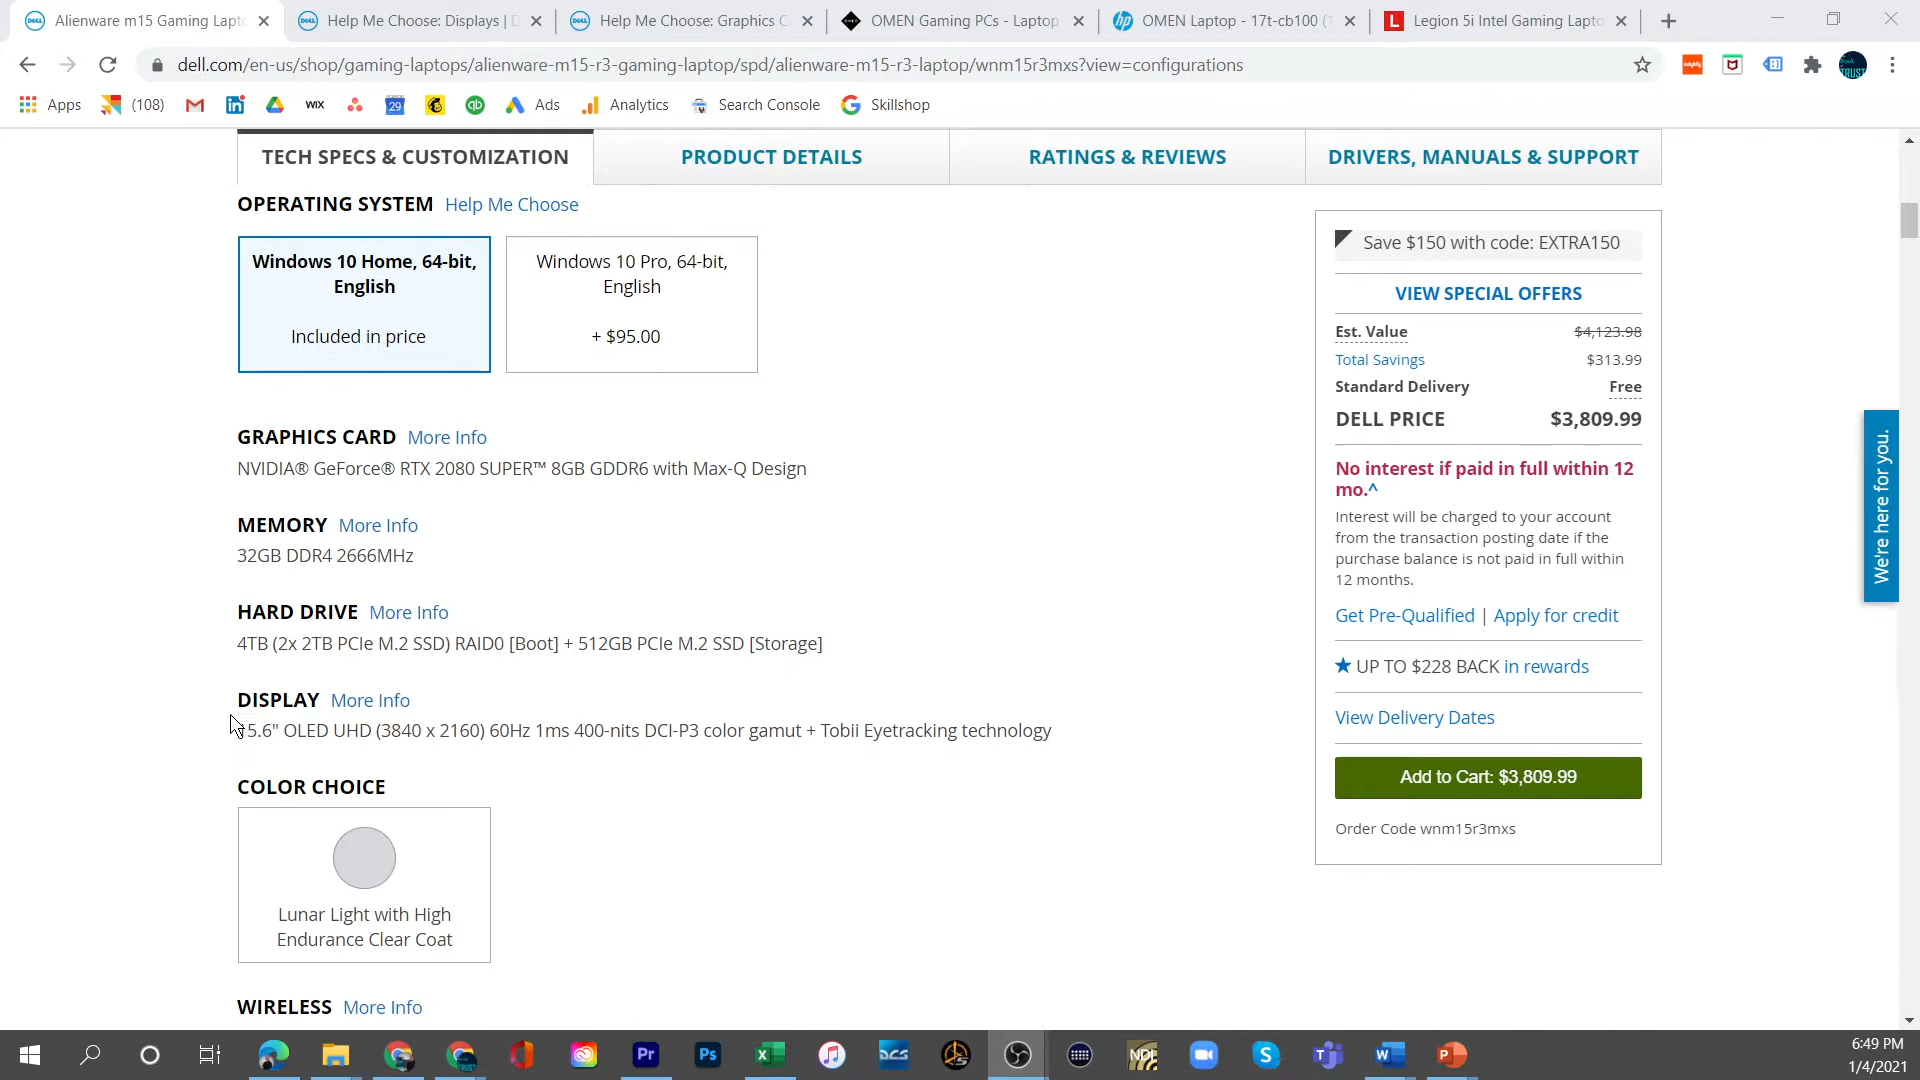 Alienware m15 Gaming Lapto
Help Me Choose: Displays | D
Help Me Choose: Graphics C
OMEN Gaming PCs - Laptop
OMEN Laptop - 17t-cb100 (1
Legion 5i Intel Gaming Lapto
dell.com/en-us/shop/gaming-laptops/alienware-m15-r3-gaming-laptop/spd/alienware-m15-r3-laptop/wnm15r3mxs?view=configurations
Apps (108) WIX 29 Ads Analytics Search Console Skillshop
TECH SPECS & CUSTOMIZATION
PRODUCT DETAILS
RATINGS & REVIEWS
DRIVERS, MANUALS & SUPPORT
OPERATING SYSTEM Help Me Choose
Windows 10 Home, 64-bit,
English
Included in price
Windows 10 Pro, 64-bit,
English
+ $95.00
GRAPHICS CARD More Info
NVIDIA® GeForce® RTX 2080 SUPER™ 8GB GDDR6 with Max-Q Design
MEMORY More Info
32GB DDR4 2666MHz
HARD DRIVE More Info
4TB (2x 2TB PCIe M.2 SSD) RAID0 [Boot] + 512GB PCIe M.2 SSD [Storage]
DISPLAY More Info
5.6" OLED UHD (3840 x 2160) 60Hz 1ms 400-nits DCI-P3 color gamut + Tobii Eyetracking technology
COLOR CHOICE
Lunar Light with High
Endurance Clear Coat
WIRELESS More Info
Save $150 with code: EXTRA150
VIEW SPECIAL OFFERS
Est. Value $4,123.98
Total Savings $313.99
Standard Delivery Free
DELL PRICE $3,809.99
No interest if paid in full within 12
mo.^
Interest will be charged to your account
from the transaction posting date if the
purchase balance is not paid in full within
12 months.
Get Pre-Qualified | Apply for credit
★ UP TO $228 BACK in rewards
View Delivery Dates
Add to Cart: $3,809.99
Order Code wnm15r3mxs
We're here for you.
6:49 PM
1/4/2021